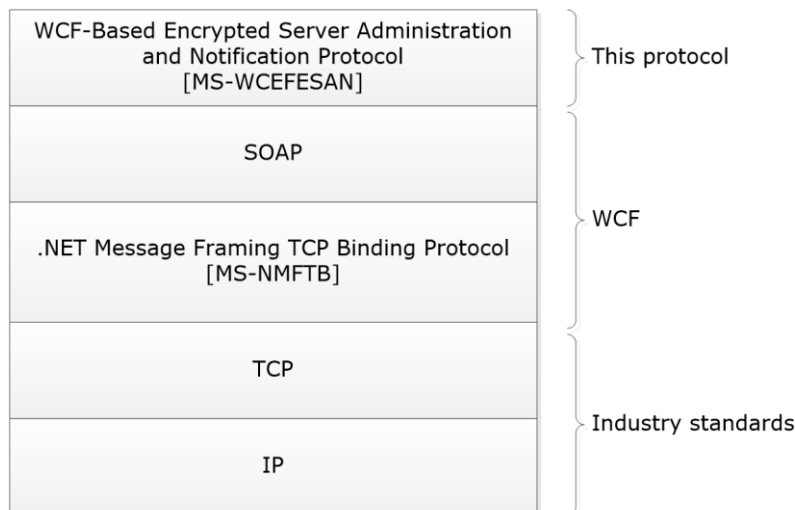 WCF-Based Encrypted Server Administration
and Notification Protocol
[MS-WCEFESAN]
This protocol
SOAP
WCF
.NET Message Framing TCP Binding Protocol
[MS-NMFTB]
TCP
Industry standards
IP